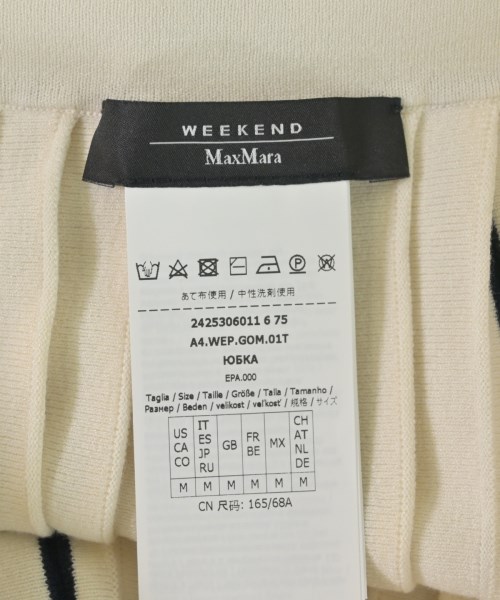 WEEKEND
MaxMara
あて布使用 / 中性洗剤使用
2425306011 6 75
A4.WEP.GOM.01T
ЮБКА
EPA.000
Taglia / Size / Taille / Größe / Talla / Tamanho /
Размер / Beden / velikost / veľkosť / 规格 / サイズ
US CA CO | IT ES JP RU | GB | FR BE | MX | CH AT NL DE
M | M | M | M | M | M
CN 尺码: 165/68A